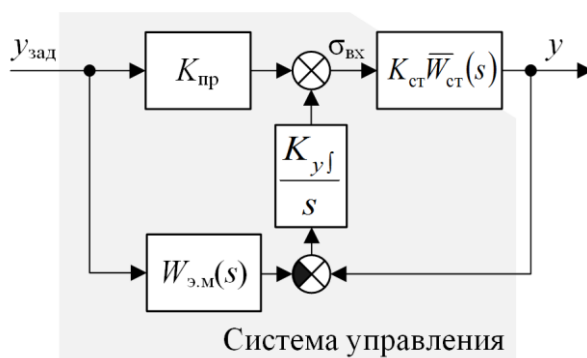 y_зад σ_вх y
K_пр K_ст W̅_ст(s)
K_y∫
s
W_э.м(s)
Система управления